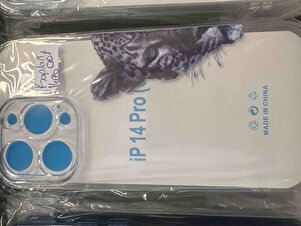 iP 14 Pro (
MADE IN CHINA